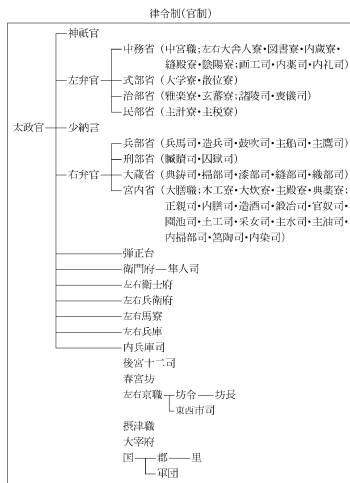 律令制(官制)
神祇官
中務省(中宮職;左右大舎人寮・図書寮・内蔵寮・
縫殿寮・陰陽寮;画工司・内薬司・内礼司)
左弁官
式部省(大学寮・散位寮)
治部省(雅楽寮・玄蕃寮;諸陵司・喪儀司)
民部省(主計寮・主税寮)
太政官
少納言
兵部省(兵馬司・造兵司・鼓吹司・主船司・主鷹司)
刑部省(贓贖司・囚獄司)
右弁官
大蔵省(典鋳司・掃部司・漆部司・縫部司・織部司)
宮内省(大膳職;木工寮・大炊寮・主殿寮・典薬寮;
正親司・内膳司・造酒司・鍛冶司・官奴司・
園池司・土工司・采女司・主水司・主油司・
内掃部司・筥陶司・内染司)
弾正台
衛門府 隼人司
左右衛士府
左右兵衛府
左右馬寮
左右兵庫
内兵庫司
後宮十二司
春宮坊
左右京職 坊令 坊長
東西市司
摂津職
大宰府
国 郡 里
軍団